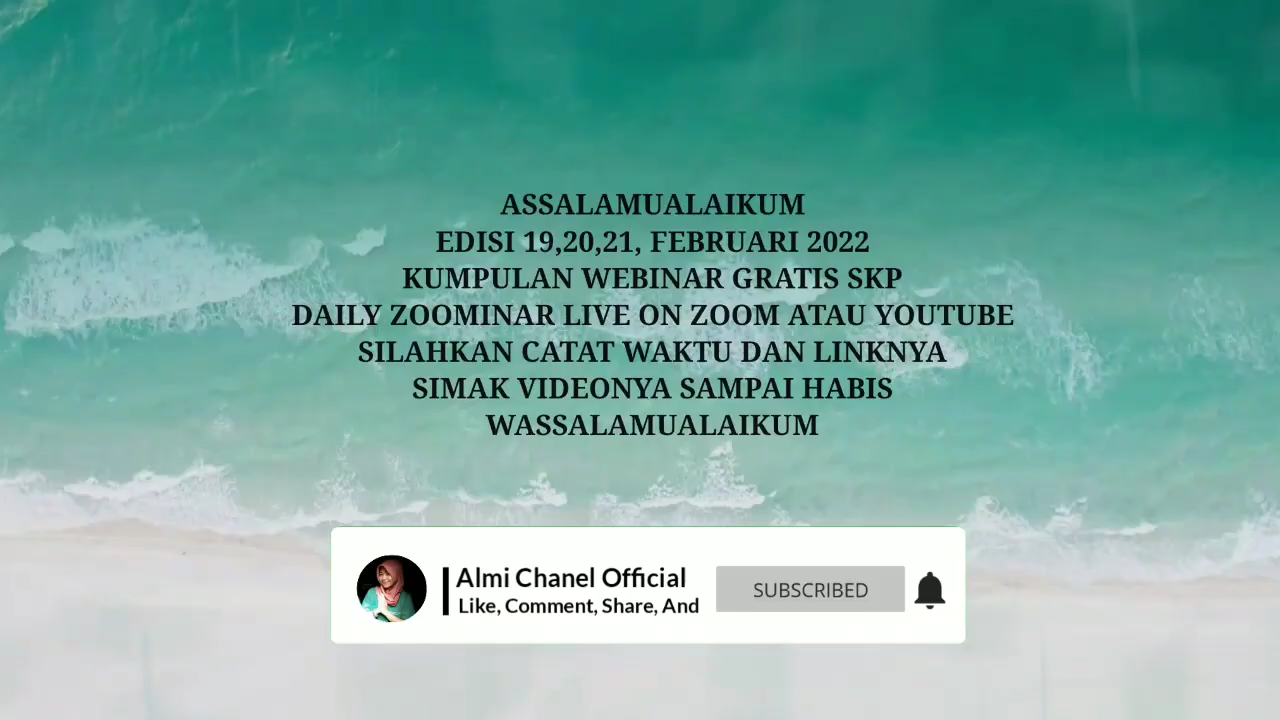 ASSALAMUALAIKUM
EDISI 19,20,21, FEBRUARI 2022
KUMPULAN WEBINAR GRATIS SKP
DAILY ZOOMINAR LIVE ON ZOOM ATAU YOUTUBE
SILAHKAN CATAT WAKTU DAN LINKNYA
SIMAK VIDEONYA SAMPAI HABIS
WASSALAMUALAIKUM
Almi Chanel Official
Like, Comment, Share, And
SUBSCRIBED